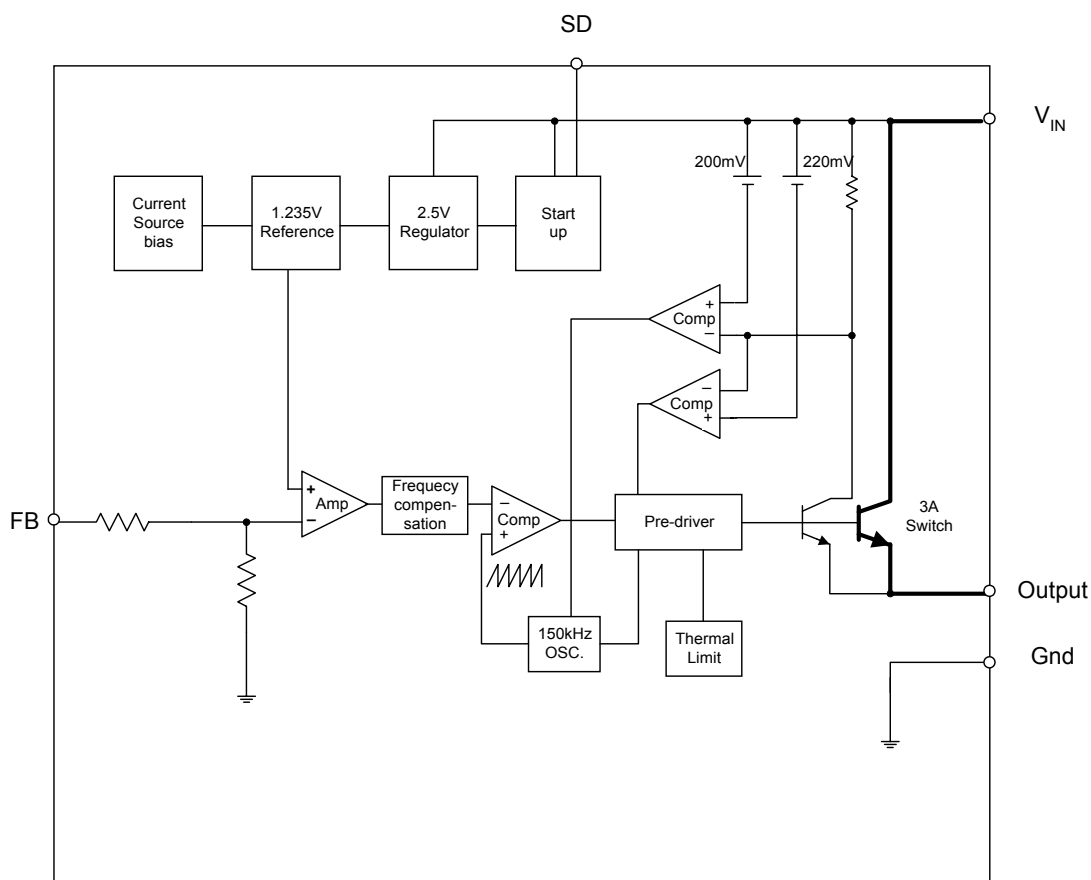 SD
V_IN
200mV
220mV
Current
Source
bias
1.235V
Reference
2.5V
Regulator
Start
up
+
Comp
−
−
Comp
+
FB
+
Amp
−
Frequecy
compen-
sation
−
Comp
+
Pre-driver
3A
Switch
150kHz
OSC.
Thermal
Limit
Output
Gnd